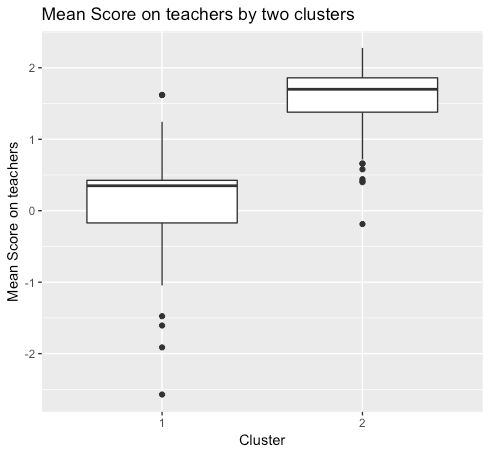 Mean Score on teachers by two clusters
Mean Score on teachers
2
1
0
-1
-2
1
2
Cluster